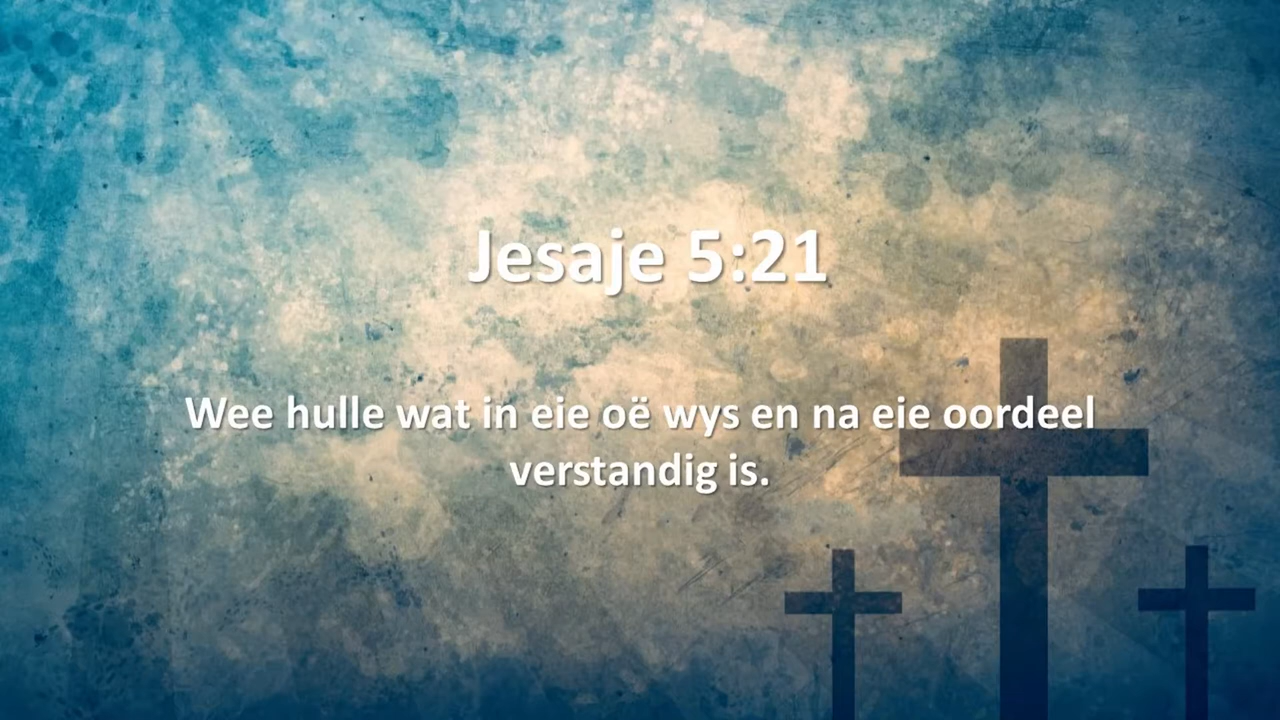 Jesaje 5:21
Wee hulle wat in eie oë wys en na eie oordeel
verstandig is.